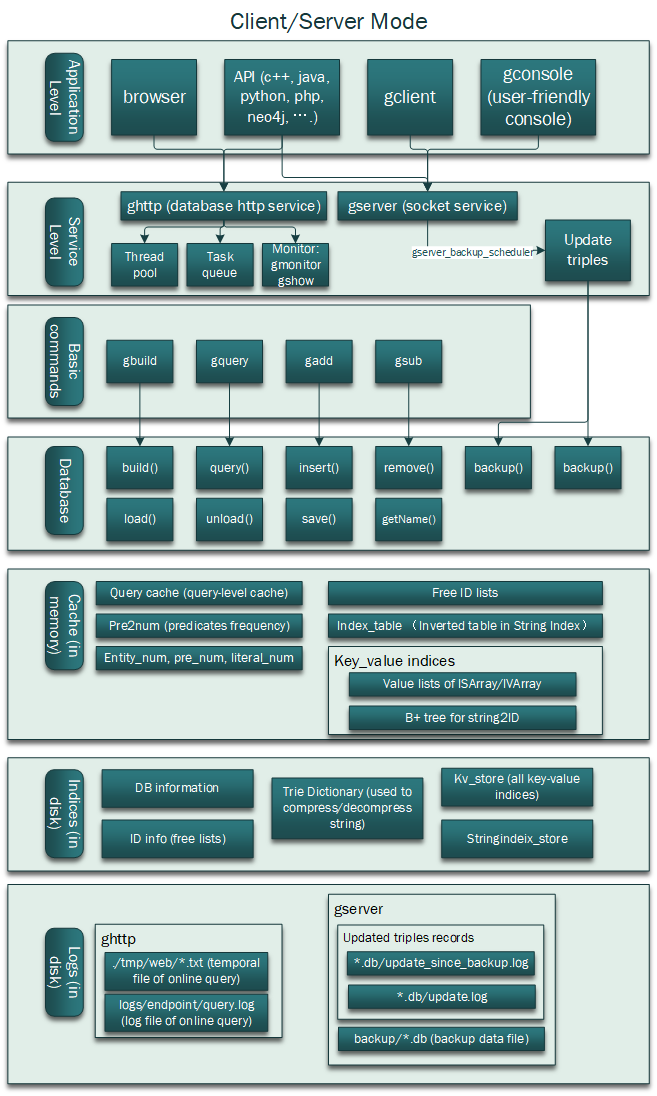 Client/Server Mode
Application
Level
browser
API (c++, java,
python, php,
neo4j, ….)
gclient
gconsole
(user-friendly
console)
Service
Level
ghttp (database http service)
gserver (socket service)
Thread
pool
Task
queue
Monitor:
gmonitor
gshow
gserver_backup_scheduler
Update
triples
Basic
commands
gbuild
gquery
gadd
gsub
Database
build()
query()
insert()
remove()
backup()
backup()
load()
unload()
save()
getName()
Cache (in
memory)
Query cache (query-level cache)
Free ID lists
Pre2num (predicates frequency)
Index_table （Inverted table in String Index）
Entity_num, pre_num, literal_num
Key_value indices
Value lists of ISArray/IVArray
B+ tree for string2ID
Indices (in
disk)
DB information
Trie Dictionary (used to
compress/decompress
string)
Kv_store (all key-value
indices)
ID info (free lists)
Stringindeix_store
Logs (in
disk)
ghttp
./tmp/web/*.txt (temporal
file of online query)
logs/endpoint/query.log
(log file of online query)
gserver
Updated triples records
*.db/update_since_backup.log
*.db/update.log
backup/*.db (backup data file)